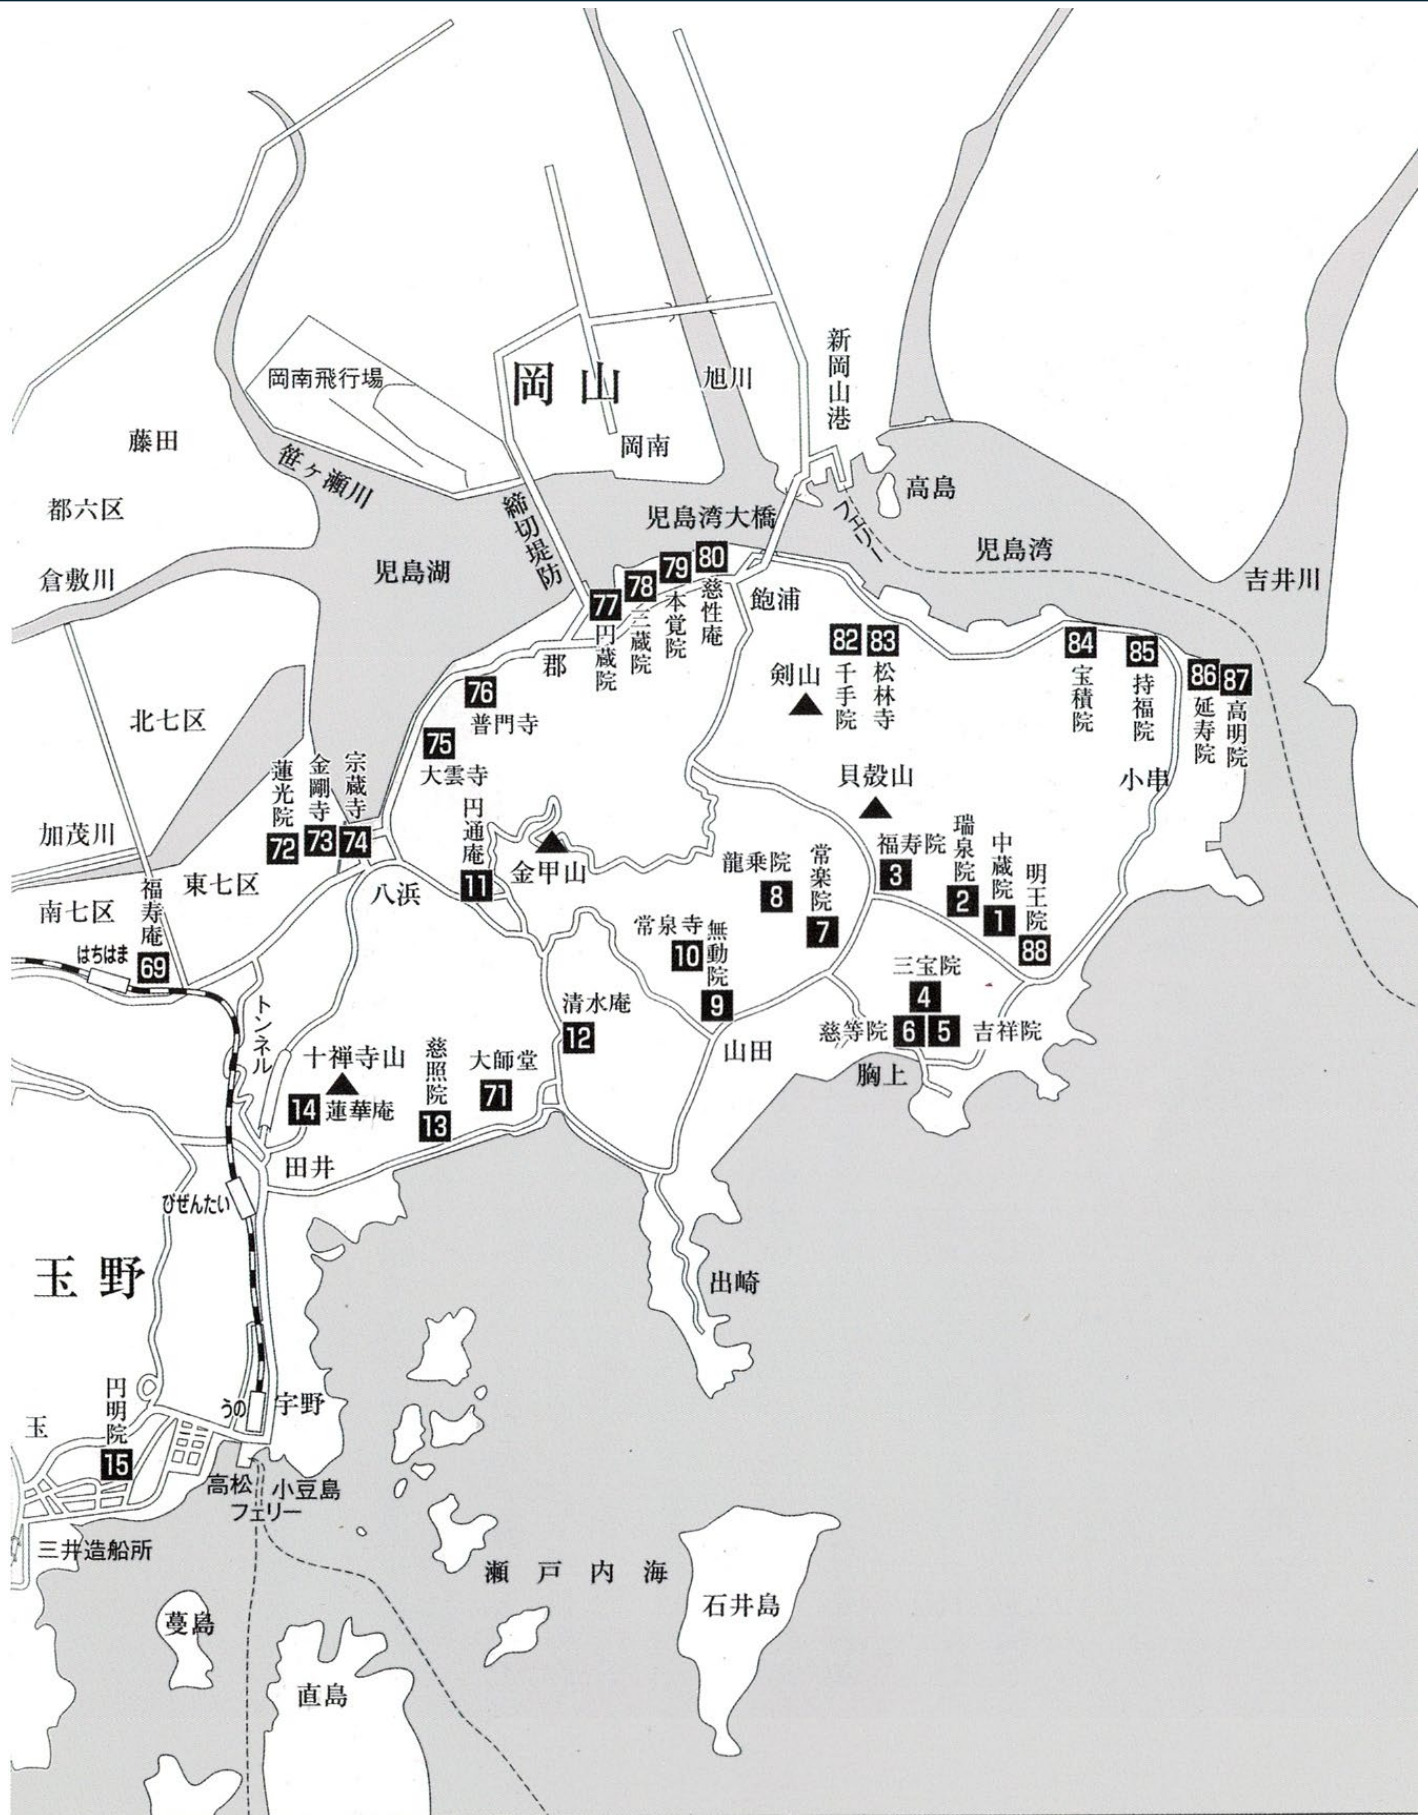 岡山
新岡山港
旭川
岡南飛行場
岡南
藤田
笹ヶ瀬川
都六区
締切堤防
高島
児島湾大橋
フェリー
児島湾
児島湖
倉敷川
吉井川
77
円蔵院
78
三蔵院
79
本覚院
80
慈性庵
飽浦
郡
82
千手院
83
松林寺
剣山
84
宝積院
85
持福院
86
延寿院
87
高明院
76
普門寺
75
大雲寺
北七区
貝殻山
小串
蓮光院
72
金剛寺
73
宗蔵寺
74
円通庵
11
金甲山
加茂川
東七区
八浜
南七区
福寿庵
69
はちはま
龍乗院
8
常楽院
7
福寿院
3
瑞泉院
2
中蔵院
1
明王院
88
常泉寺
10
無動院
9
三宝院
4
慈等院
6
5
吉祥院
胸上
山田
清水庵
12
トンネル
十禅寺山
14
蓮華庵
慈照院
13
大師堂
71
田井
びぜんたい
玉野
出崎
円明院
15
玉
うの
宇野
高松
小豆島
フェリー
三井造船所
瀬戸内海
石井島
蔓島
直島